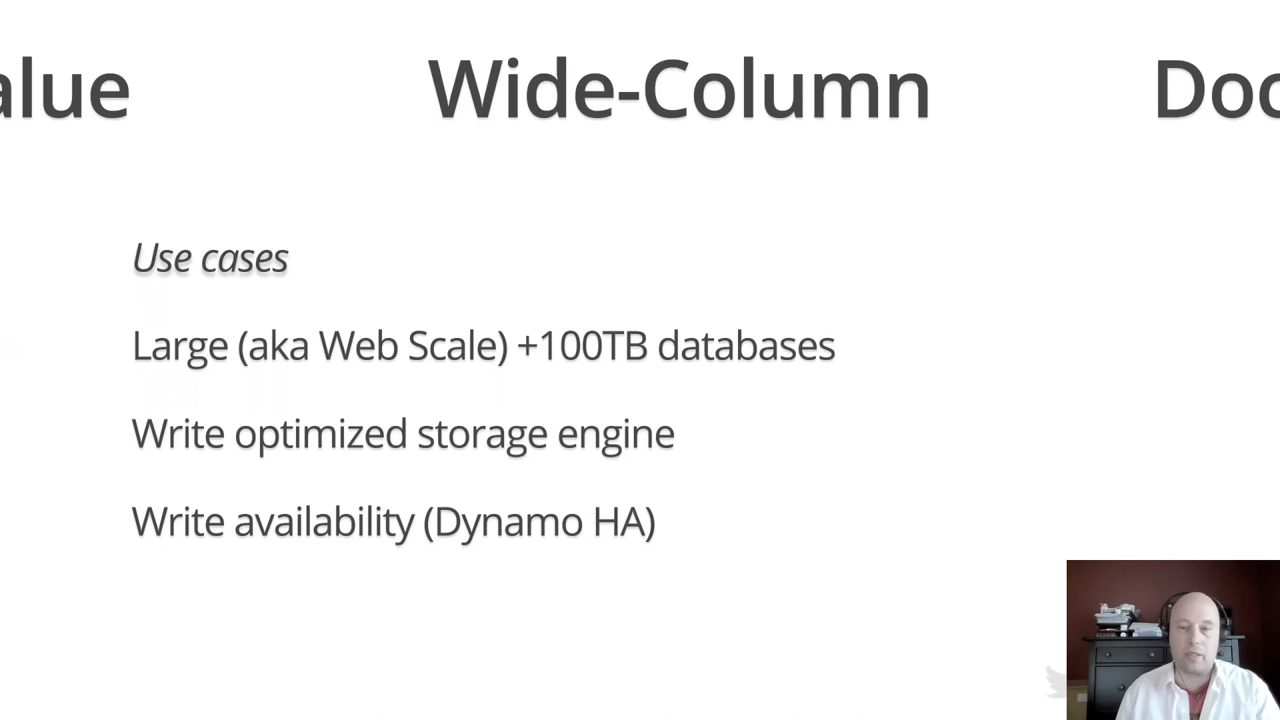 alue Wide-Column Doc
Use cases
Large (aka Web Scale) +100TB databases
Write optimized storage engine
Write availability (Dynamo HA)